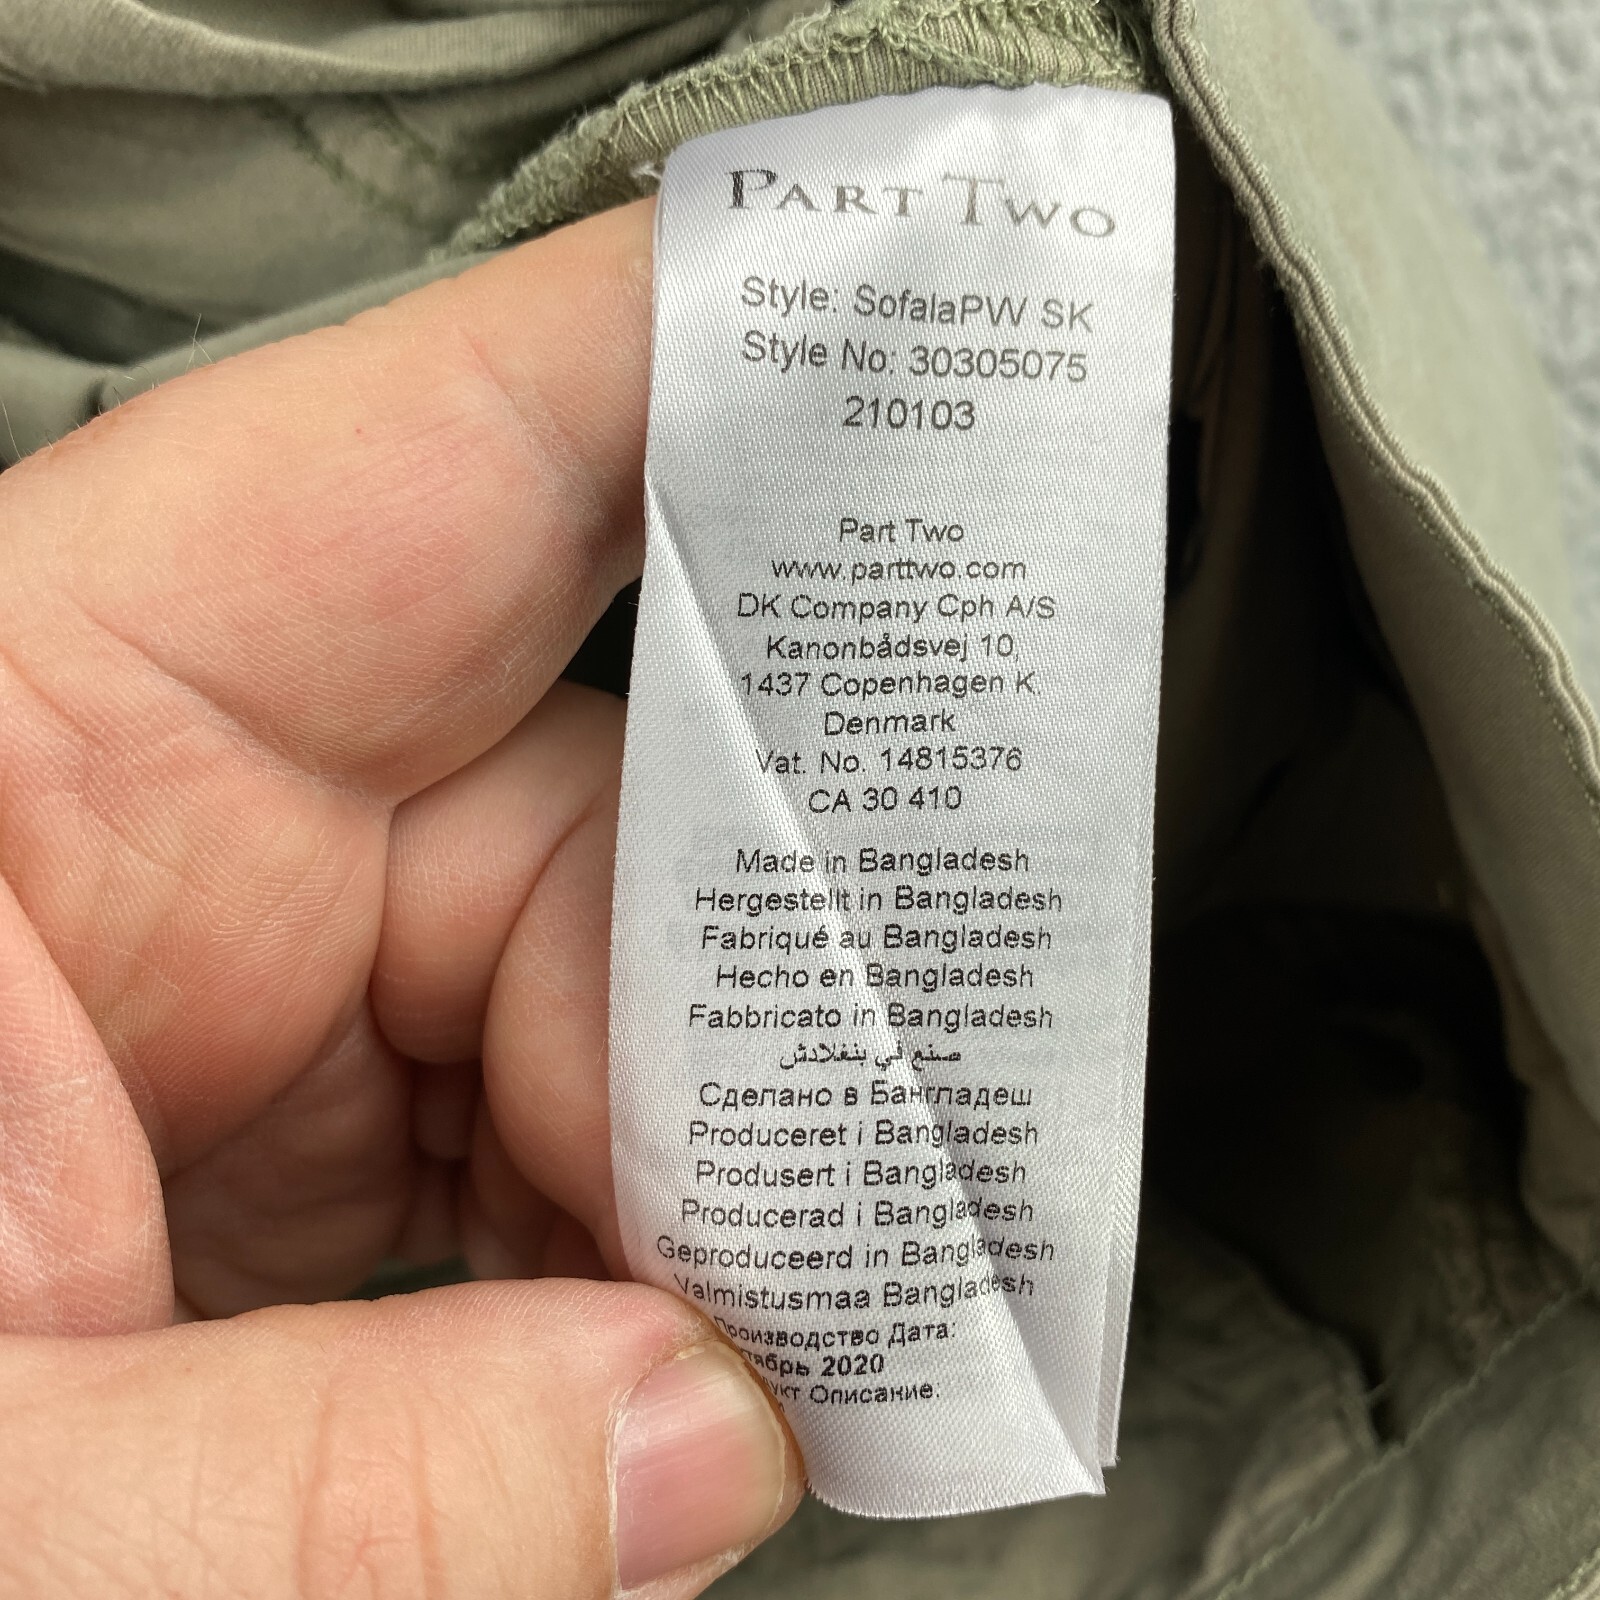 PART TWO
Style: SofalaPW SK
Style No: 30305075
210103
Part Two
www.parttwo.com
DK Company Cph A/S
Kanonbådsvej 10,
1437 Copenhagen K.
Denmark
Vat. No. 14815376
CA 30 410
Made in Bangladesh
Hergestellt in Bangladesh
Fabriqué au Bangladesh
Hecho en Bangladesh
Fabbricato in Bangladesh
صنع في بنغلادش
Сделано в Бангладеш
Produceret i Bangladesh
Produsert i Bangladesh
Producerad i Bangladesh
Geproduceerd in Bangladesh
Valmistusmaa Bangladesh
Производство Дата:
2020
Описание: